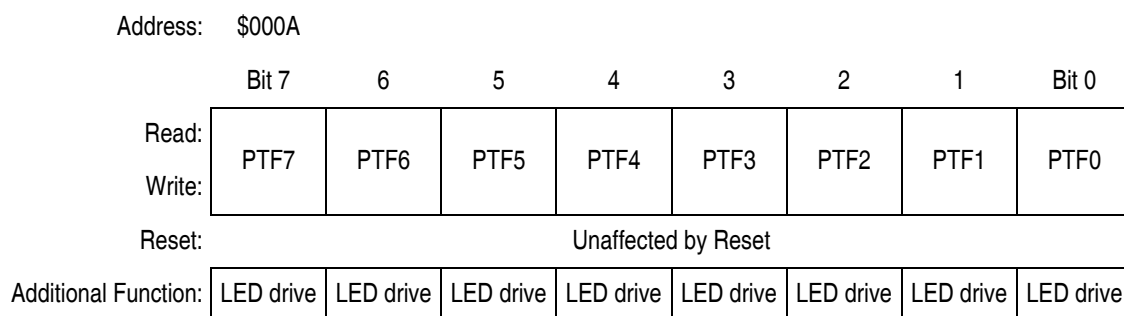 Address: $000A
Bit 7 6 5 4 3 2 1 Bit 0
Read:
PTF7 PTF6 PTF5 PTF4 PTF3 PTF2 PTF1 PTF0
Write:
Reset: Unaffected by Reset
Additional Function: LED drive LED drive LED drive LED drive LED drive LED drive LED drive LED drive